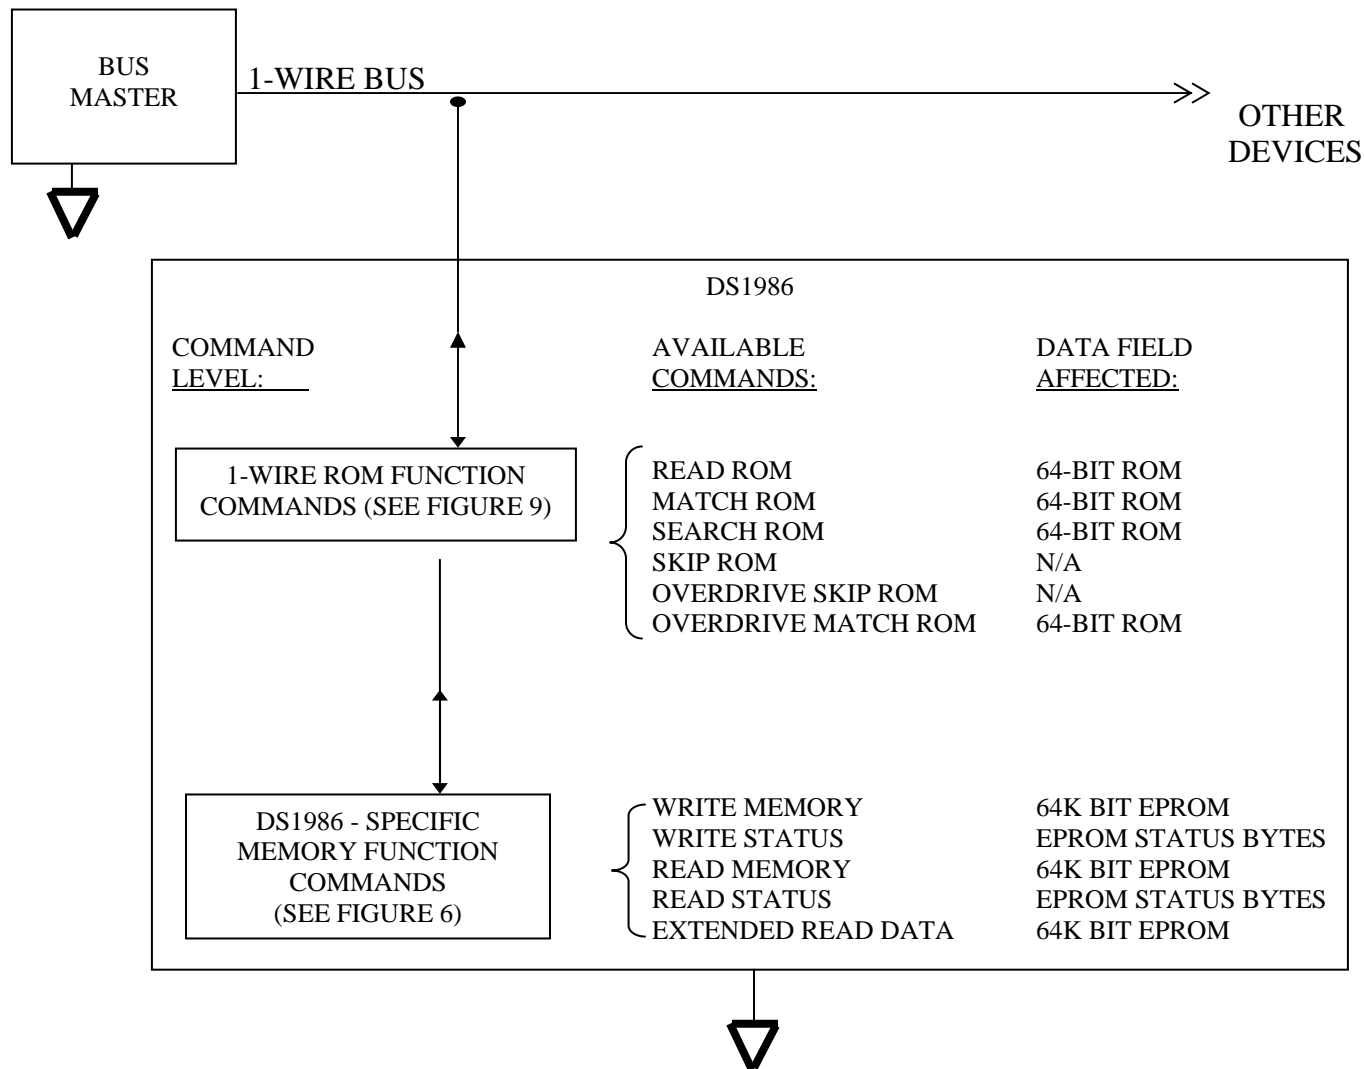 BUS
MASTER
1-WIRE BUS
OTHER
DEVICES
DS1986
COMMAND
LEVEL:
AVAILABLE
COMMANDS:
DATA FIELD
AFFECTED:
1-WIRE ROM FUNCTION
COMMANDS (SEE FIGURE 9)
READ ROM 64-BIT ROM
MATCH ROM 64-BIT ROM
SEARCH ROM 64-BIT ROM
SKIP ROM N/A
OVERDRIVE SKIP ROM N/A
OVERDRIVE MATCH ROM 64-BIT ROM
DS1986 - SPECIFIC
MEMORY FUNCTION
COMMANDS
(SEE FIGURE 6)
WRITE MEMORY 64K BIT EPROM
WRITE STATUS EPROM STATUS BYTES
READ MEMORY 64K BIT EPROM
READ STATUS EPROM STATUS BYTES
EXTENDED READ DATA 64K BIT EPROM